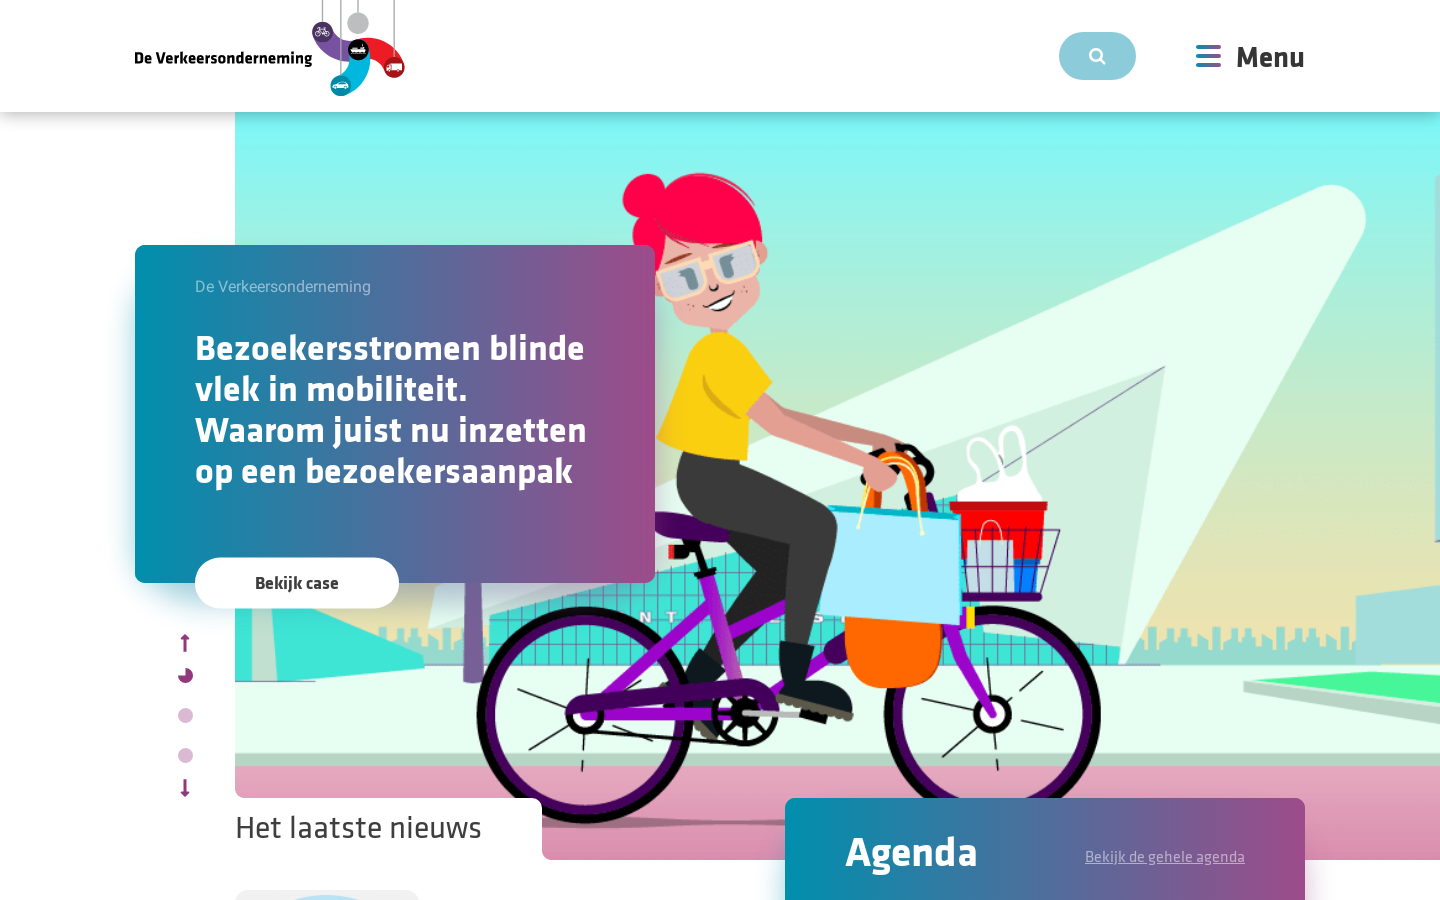 De Verkeersonderneming
Menu
De Verkeersonderneming
Bezoekersstromen blinde
vlek in mobiliteit.
Waarom juist nu inzetten
op een bezoekersaanpak
Bekijk case
Het laatste nieuws
Agenda
Bekijk de gehele agenda